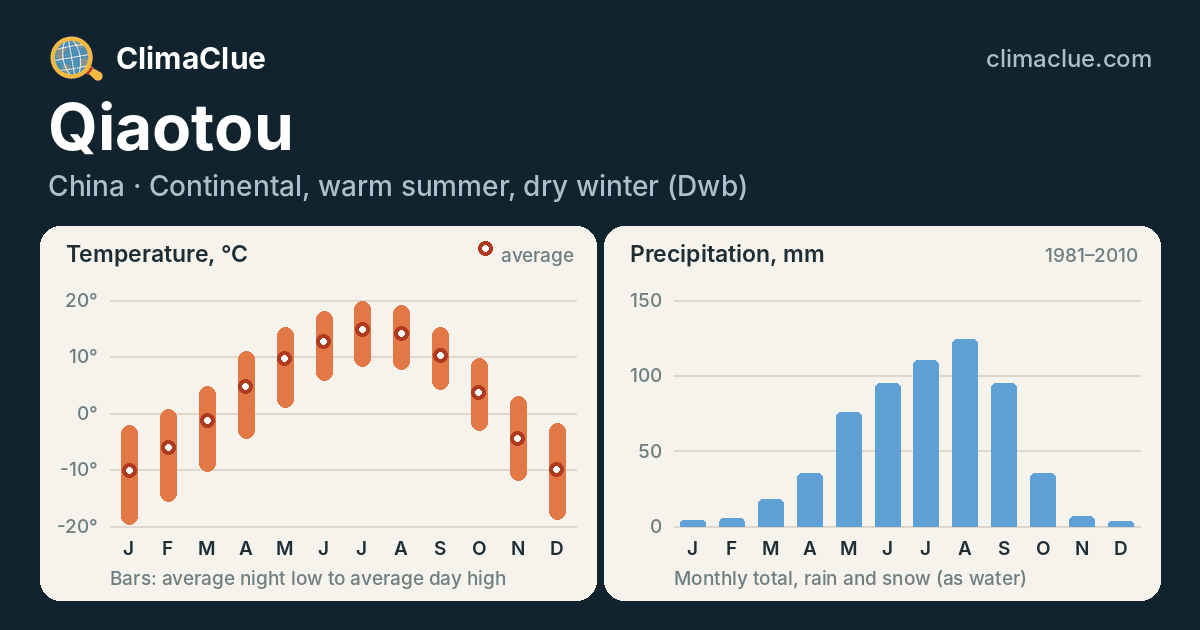 ClimaClue
climaclue.com
Qiaotou
China · Continental, warm summer, dry winter (Dwb)
Temperature, °C
average
20°
10°
0°
-10°
-20°
J F M A M J J A S O N D
Bars: average night low to average day high
Precipitation, mm
1981–2010
150
100
50
0
J F M A M J J A S O N D
Monthly total, rain and snow (as water)